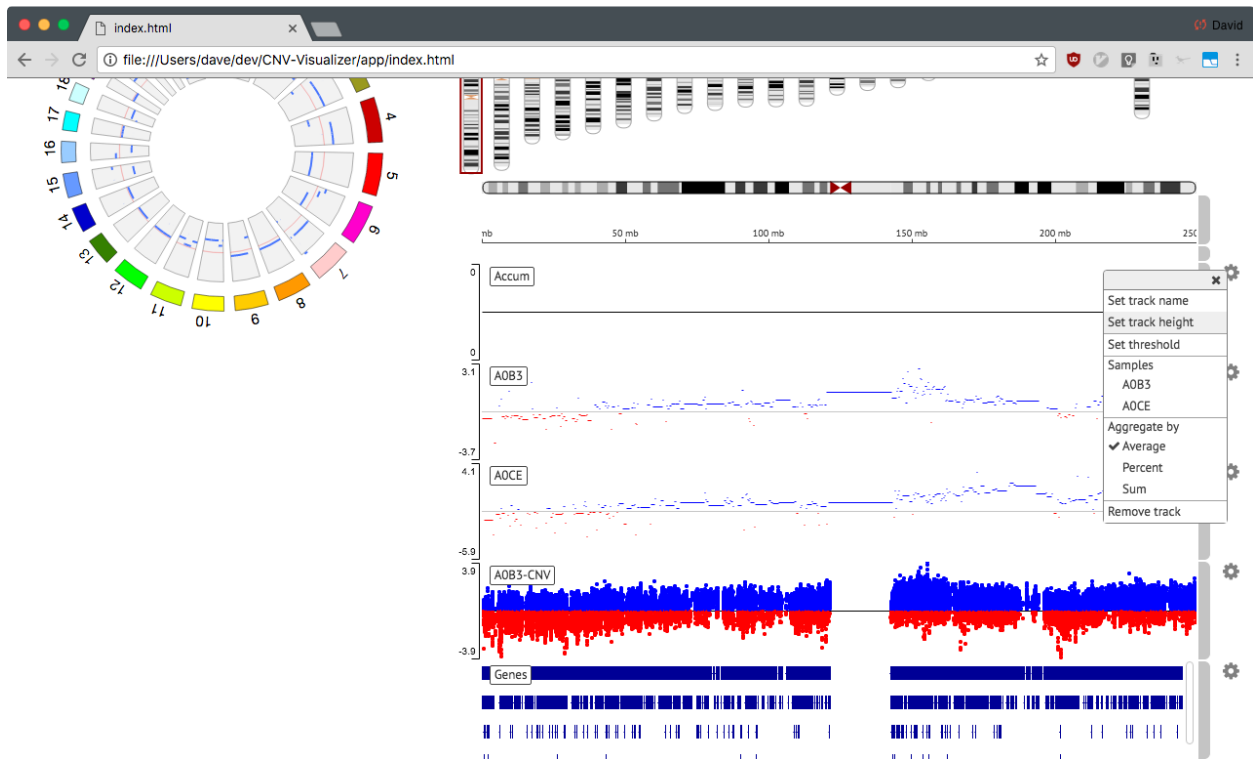 index.html
David
file:///Users/dave/dev/CNV-Visualizer/app/index.html
18
17
16
15
14
13
12
11
10
9
8
7
6
5
4
mb 50 mb 100 mb 150 mb 200 mb 250
0
Accum
0
3.1
A0B3
-3.7
4.1
A0CE
-5.9
3.9
A0B3-CNV
-3.9
Genes
Set track name
Set track height
Set threshold
Samples
A0B3
A0CE
Aggregate by
Average
Percent
Sum
Remove track